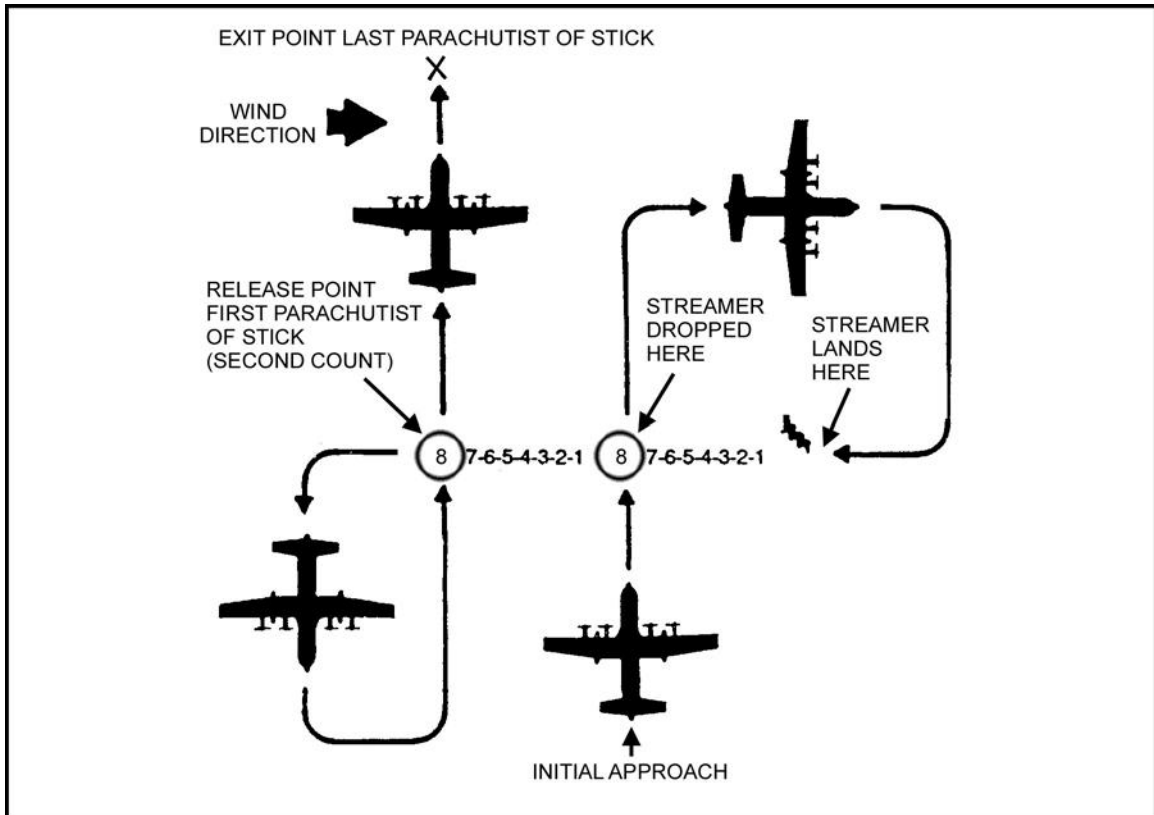 EXIT POINT LAST PARACHUTIST OF STICK
X
WIND
DIRECTION
RELEASE POINT
FIRST PARACHUTIST
OF STICK
(SECOND COUNT)
STREAMER
DROPPED
HERE
STREAMER
LANDS
HERE
8 7-6-5-4-3-2-1 8 7-6-5-4-3-2-1
INITIAL APPROACH